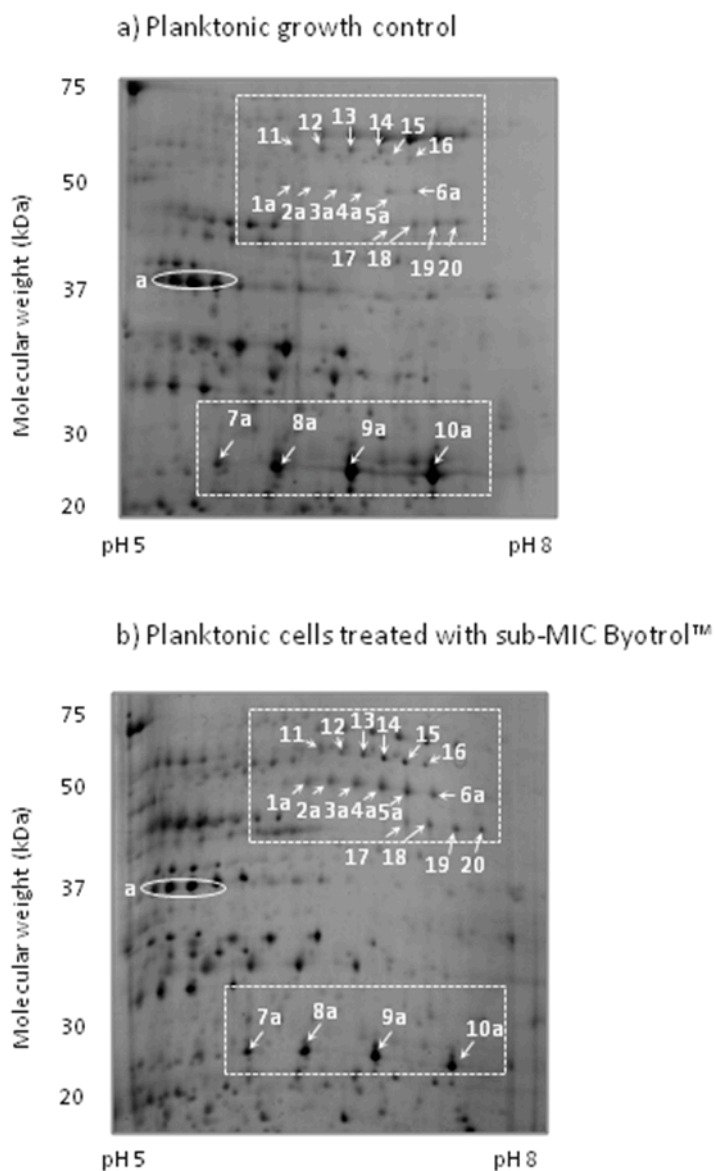 a) Planktonic growth control
75
13
11 12 14 15
16
50
1a 2a 3a 4a 5a 6a
17 18 19 20
a
37
30
7a 8a 9a 10a
20
Molecular weight (kDa)
pH 5 pH 8
b) Planktonic cells treated with sub-MIC Byotrol™
75
11 12 13 14 15
16
50
1a 2a 3a 4a 5a 6a
17 18 19 20
a 37
30
7a 8a 9a 10a
20
Molecular weight (kDa)
pH 5 pH 8